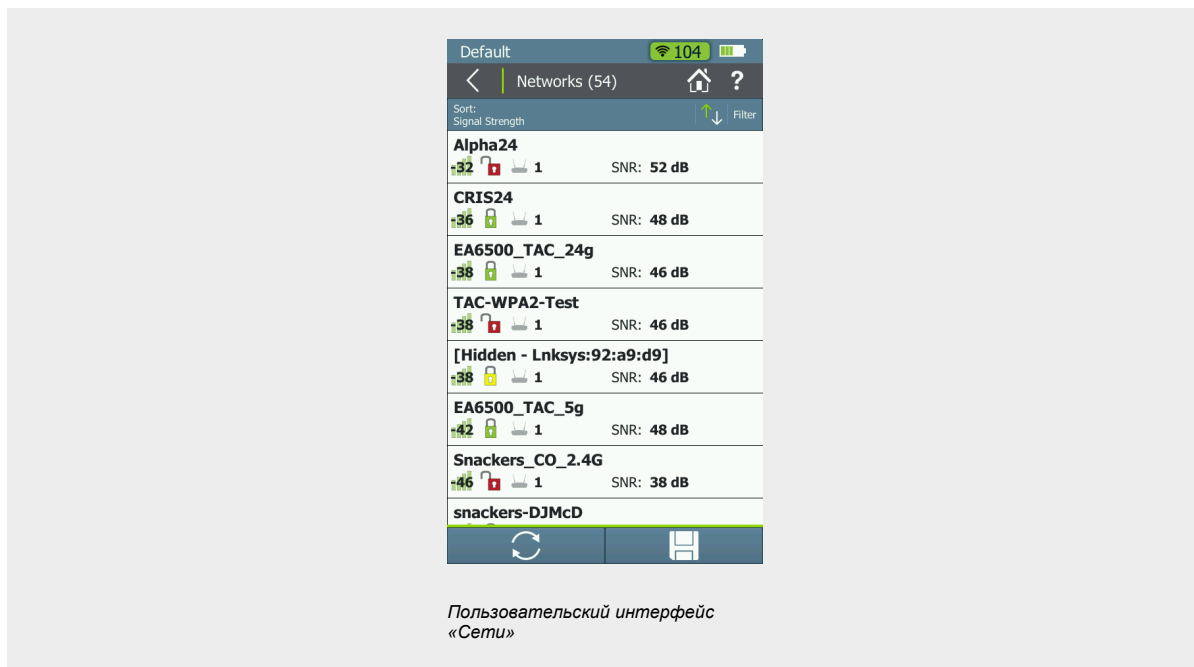 Default 104
Networks (54) ?
Sort:
Signal Strength Filter
Alpha24
-32 1 SNR: 52 dB
CRIS24
-36 1 SNR: 48 dB
EA6500_TAC_24g
-38 1 SNR: 46 dB
TAC-WPA2-Test
-38 1 SNR: 46 dB
[Hidden - Lnksys:92:a9:d9]
-38 1 SNR: 46 dB
EA6500_TAC_5g
-42 1 SNR: 48 dB
Snackers_CO_2.4G
-46 1 SNR: 38 dB
snackers-DJMcD
Пользовательский интерфейс
«Сети»